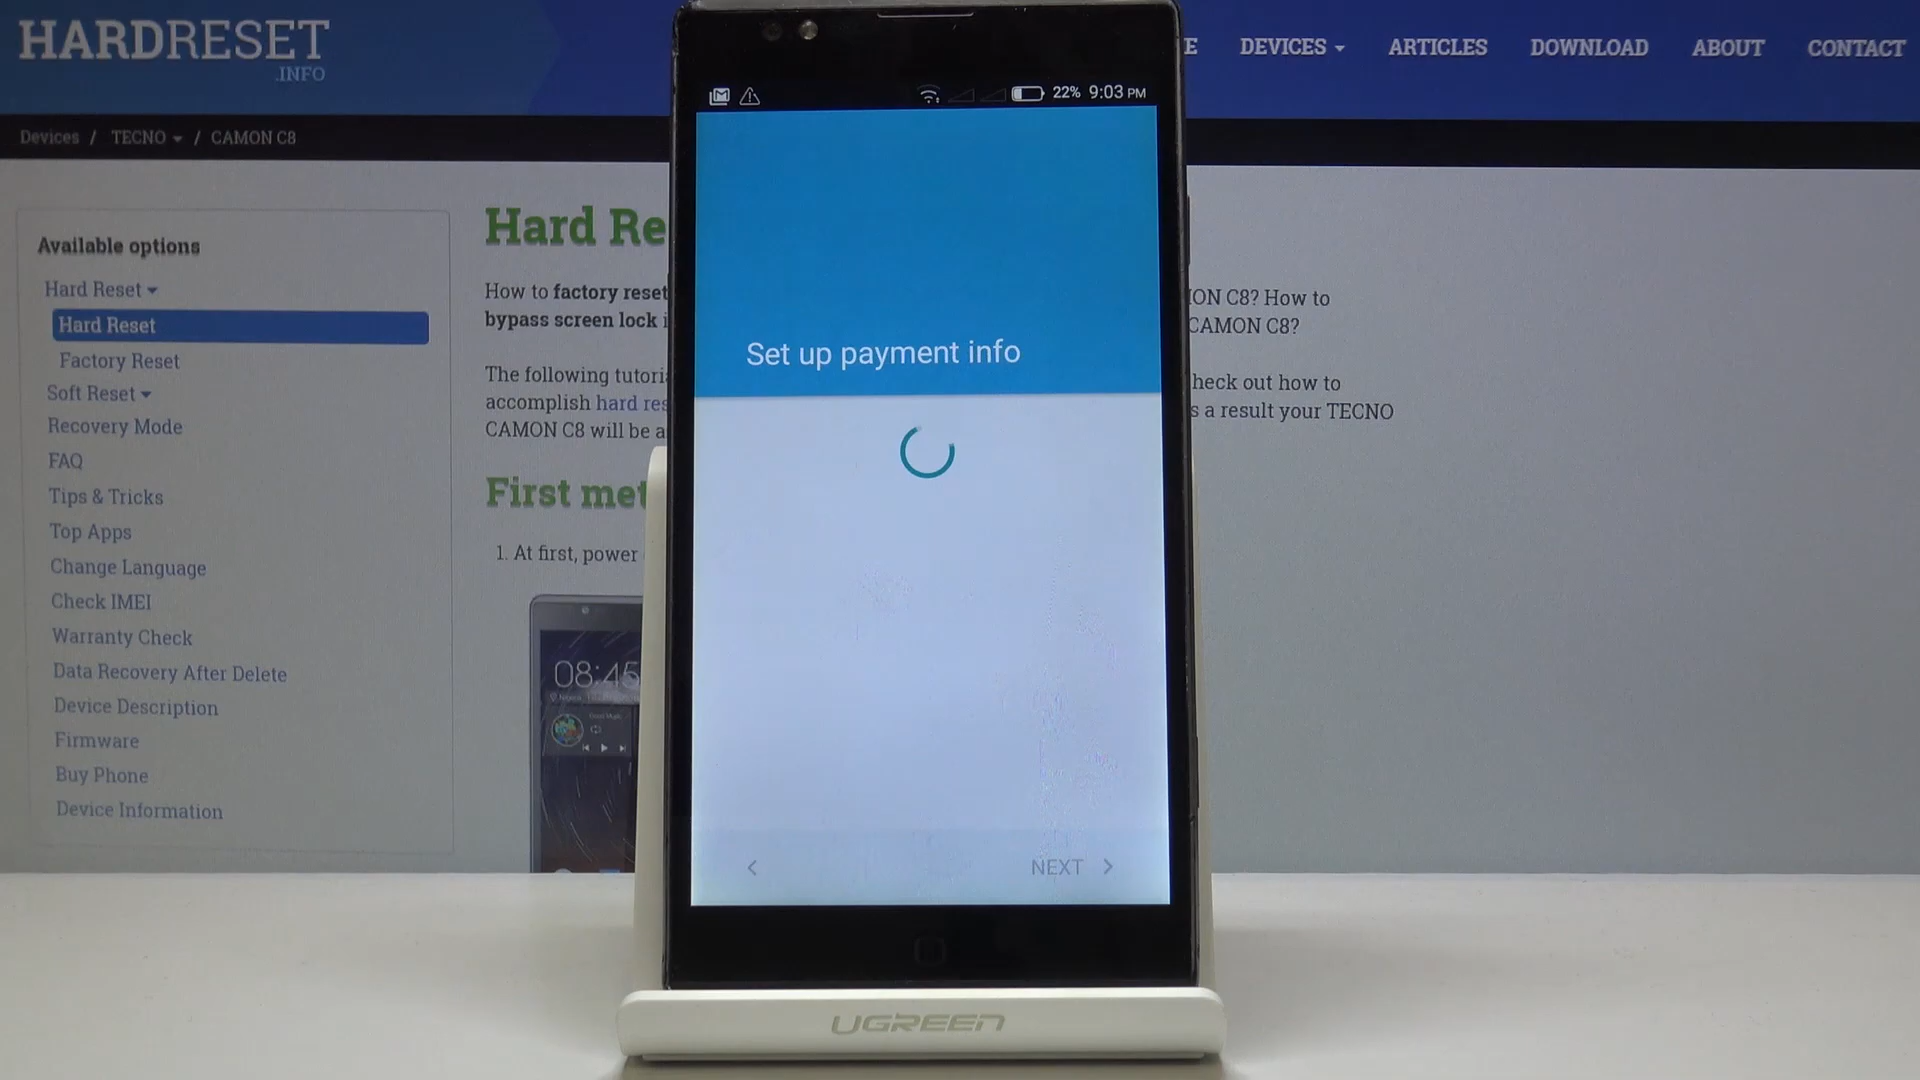 HARDRESET
.INFO
E DEVICES ARTICLES DOWNLOAD ABOUT CONTACT
Devices / TECNO / CAMON C8
Available options
Hard Reset
Hard Reset
Factory Reset
Soft Reset
Recovery Mode
FAQ
Tips & Tricks
Top Apps
Change Language
Check IMEI
Warranty Check
Data Recovery After Delete
Device Description
Firmware
Buy Phone
Device Information
Hard Re
How to factory reset
bypass screen lock i
The following tutori
accomplish hard res
CAMON C8 will be a
First met
1. At first, power
08:45
22% 9:03 PM
Set up payment info
NEXT
ON C8? How to
CAMON C8?
heck out how to
s a result your TECNO
UGREEN